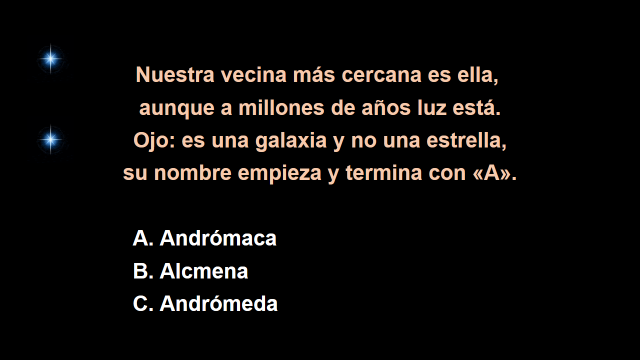 Nuestra vecina más cercana es ella,
aunque a millones de años luz está.
Ojo: es una galaxia y no una estrella,
su nombre empieza y termina con «A».
A. Andrómaca
B. Alcmena
C. Andrómeda